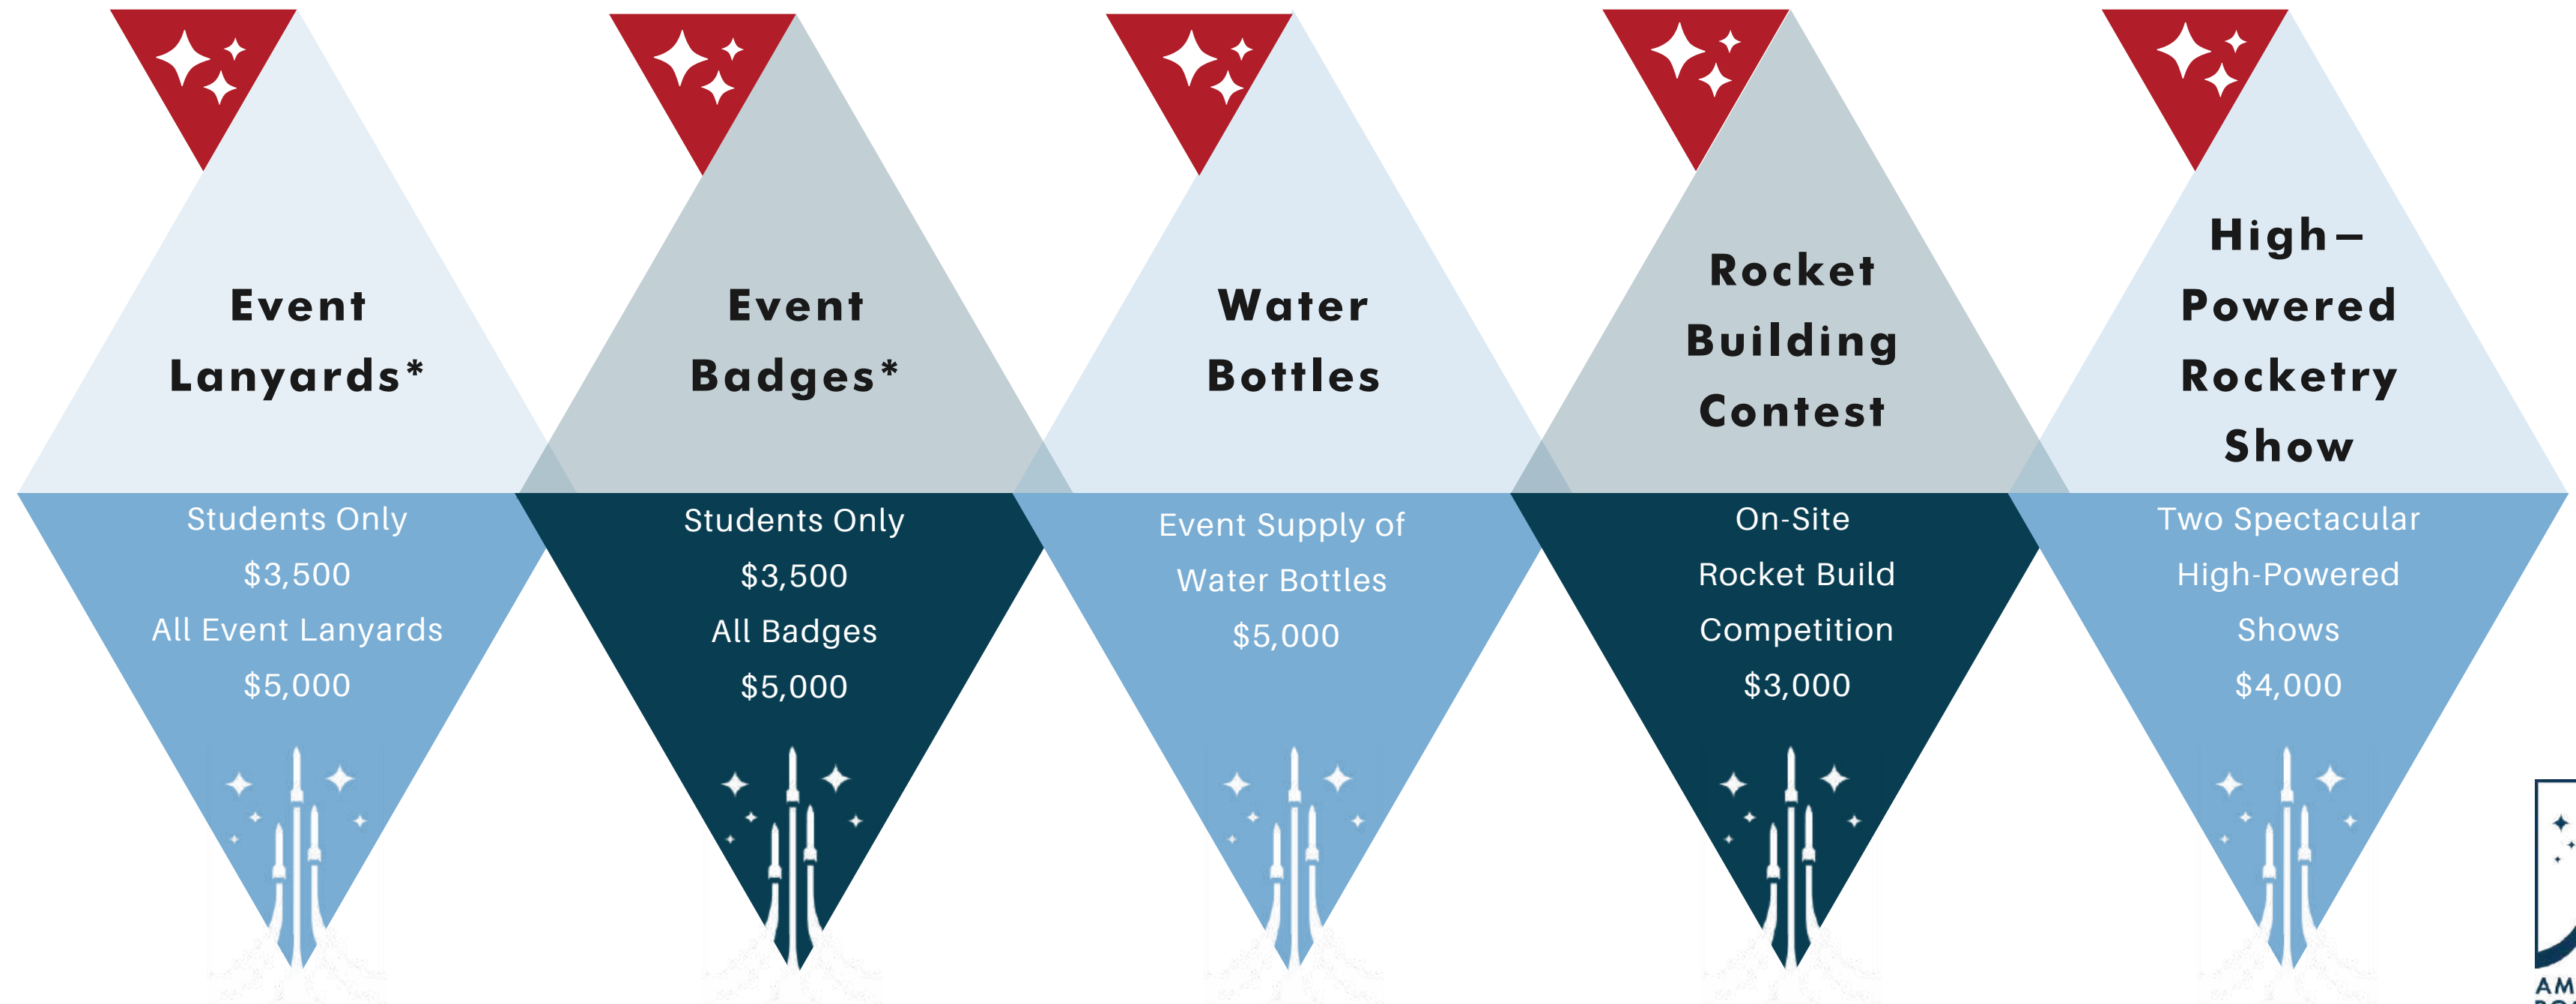 Event
Lanyards*
Students Only
$3,500
All Event Lanyards
$5,000
Event
Badges*
Students Only
$3,500
All Badges
$5,000
Water
Bottles
Event Supply of
Water Bottles
$5,000
Rocket
Building
Contest
On-Site
Rocket Build
Competition
$3,000
High–
Powered
Rocketry
Show
Two Spectacular
High-Powered
Shows
$4,000
AM